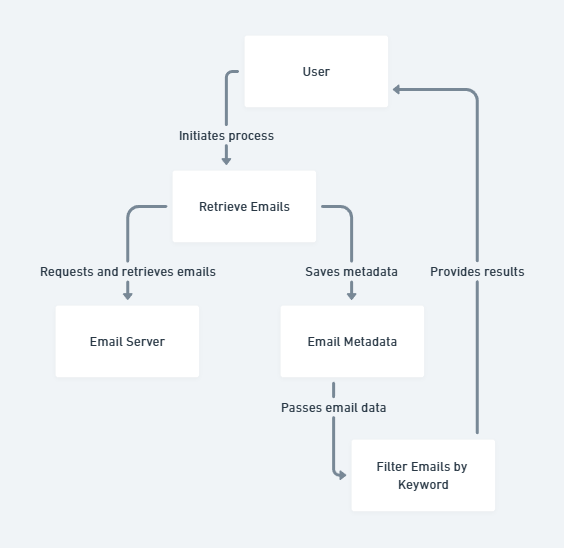 User
Initiates process
Retrieve Emails
Requests and retrieves emails
Saves metadata
Provides results
Email Server
Email Metadata
Passes email data
Filter Emails by
Keyword